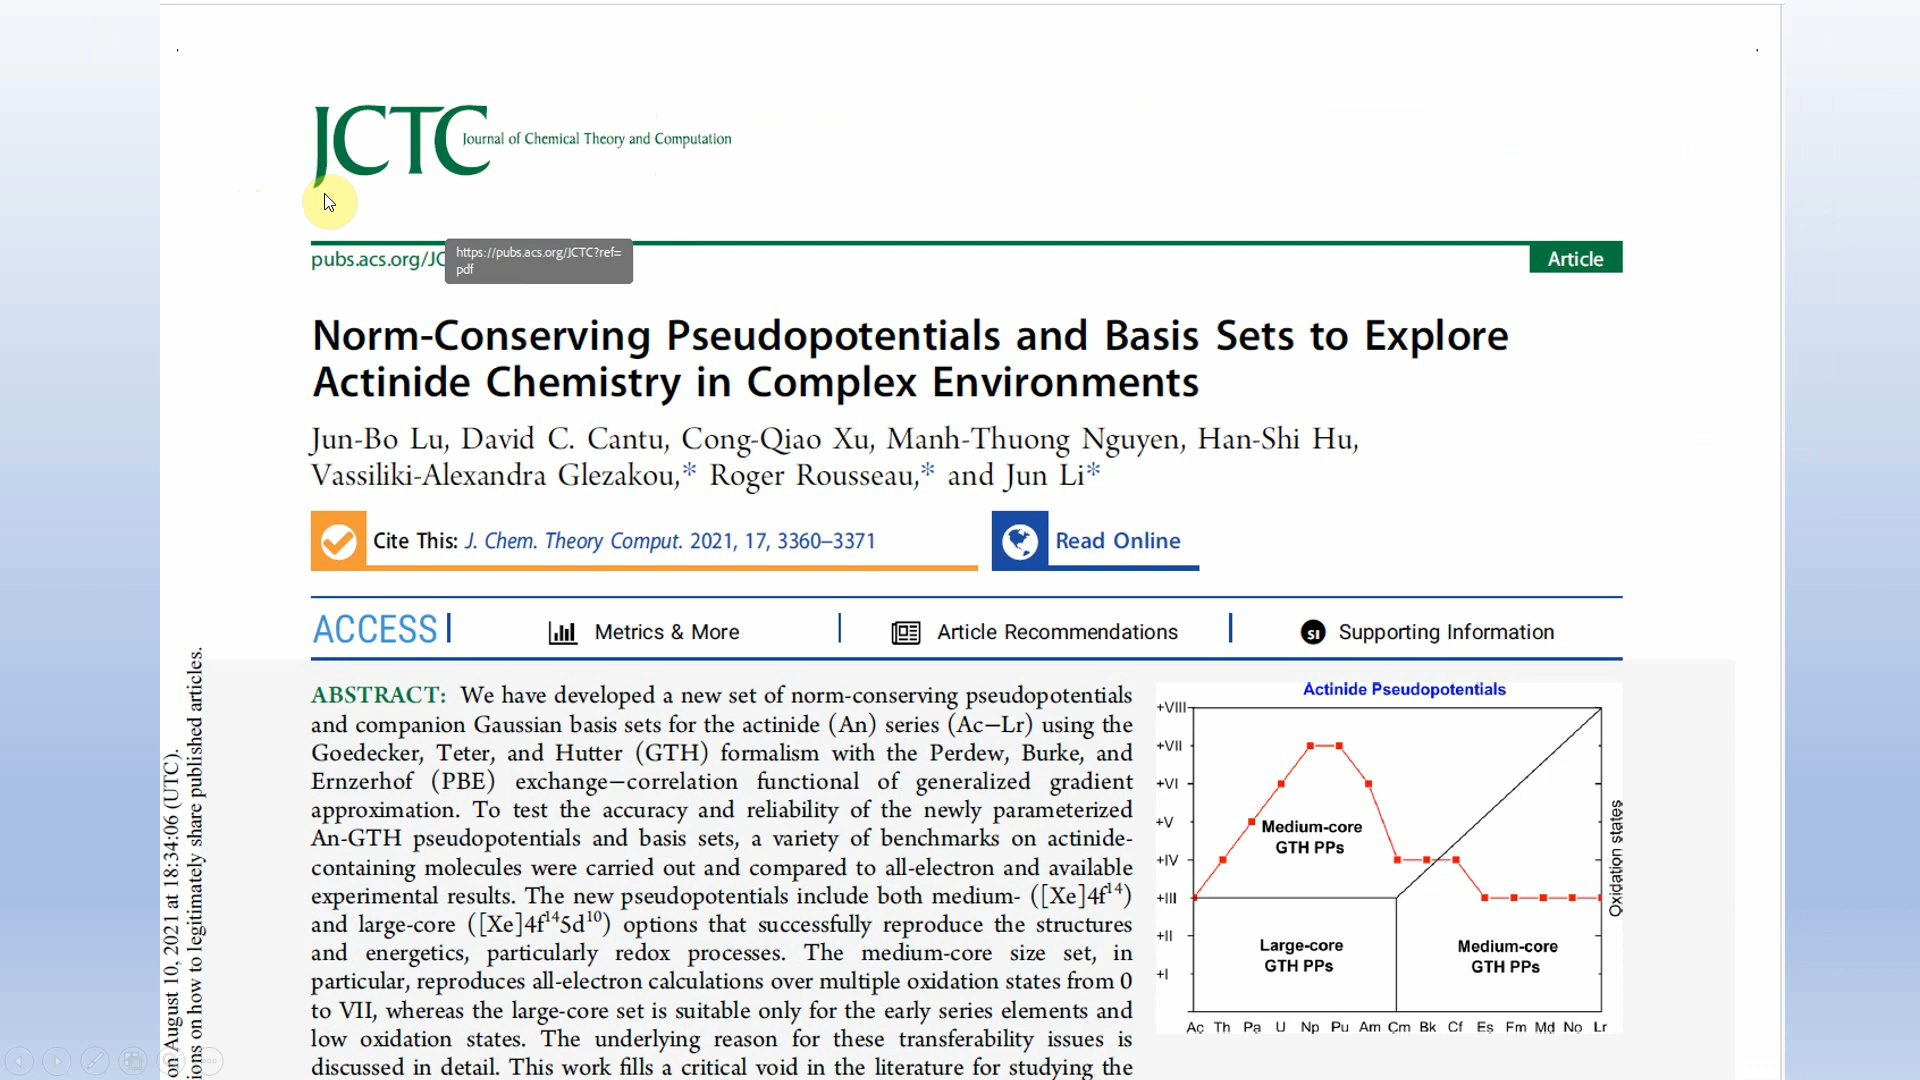 JCTC
Journal of Chemical Theory and Computation
pubs.acs.org/JC
https://pubs.acs.org/JCTC?ref=
pdf
Article
Norm-Conserving Pseudopotentials and Basis Sets to Explore
Actinide Chemistry in Complex Environments
Jun-Bo Lu, David C. Cantu, Cong-Qiao Xu, Manh-Thuong Nguyen, Han-Shi Hu,
Vassiliki-Alexandra Glezakou,* Roger Rousseau,* and Jun Li*
Cite This: J. Chem. Theory Comput. 2021, 17, 3360–3371
Read Online
ACCESS
Metrics & More
Article Recommendations
SI Supporting Information
ABSTRACT: We have developed a new set of norm-conserving pseudopotentials
and companion Gaussian basis sets for the actinide (An) series (Ac–Lr) using the
Goedecker, Teter, and Hutter (GTH) formalism with the Perdew, Burke, and
Ernzerhof (PBE) exchange–correlation functional of generalized gradient
approximation. To test the accuracy and reliability of the newly parameterized
An-GTH pseudopotentials and basis sets, a variety of benchmarks on actinide-
containing molecules were carried out and compared to all-electron and available
experimental results. The new pseudopotentials include both medium- ([Xe]4f¹⁴)
and large-core ([Xe]4f¹⁴5d¹⁰) options that successfully reproduce the structures
and energetics, particularly redox processes. The medium-core size set, in
particular, reproduces all-electron calculations over multiple oxidation states from 0
to VII, whereas the large-core set is suitable only for the early series elements and
low oxidation states. The underlying reason for these transferability issues is
discussed in detail. This work fills a critical void in the literature for studying the
Actinide Pseudopotentials
+VIII
+VII
+VI
+V
+IV
+III
+II
+I
Medium-core
GTH PPs
Large-core
GTH PPs
Medium-core
GTH PPs
Oxidation states
Ac Th Pa U Np Pu Am Cm Bk Cf Es Fm Md No Lr
on August 10, 2021 at 18:34:06 (UTC).
ions on how to legitimately share published articles.